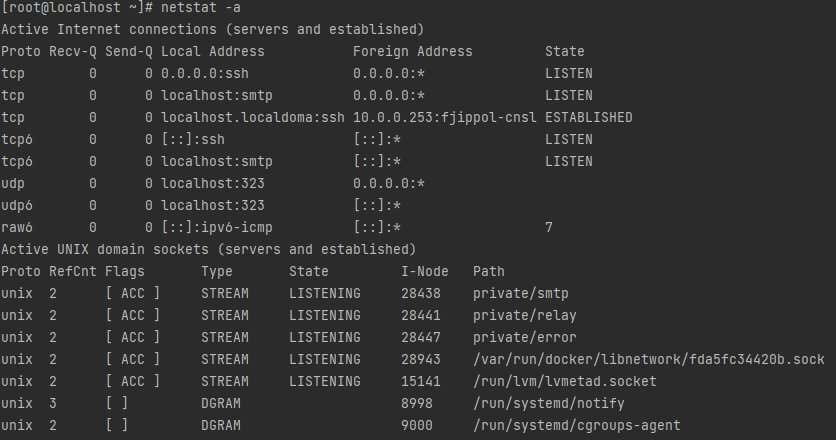 [root@localhost ~]# netstat -a
Active Internet connections (servers and established)
Proto Recv-Q Send-Q Local Address           Foreign Address         State
tcp        0      0 0.0.0.0:ssh             0.0.0.0:*               LISTEN
tcp        0      0 localhost:smtp          0.0.0.0:*               LISTEN
tcp        0      0 localhost.localdoma:ssh 10.0.0.253:fjippol-cnsl ESTABLISHED
tcp6       0      0 [::]:ssh                [::]:*                  LISTEN
tcp6       0      0 localhost:smtp          [::]:*                  LISTEN
udp        0      0 localhost:323           0.0.0.0:*
udp6       0      0 localhost:323           [::]:*
raw6       0      0 [::]:ipv6-icmp          [::]:*                  7
Active UNIX domain sockets (servers and established)
Proto RefCnt Flags       Type       State         I-Node   Path
unix  2      [ ACC ]     STREAM     LISTENING     28438    private/smtp
unix  2      [ ACC ]     STREAM     LISTENING     28441    private/relay
unix  2      [ ACC ]     STREAM     LISTENING     28447    private/error
unix  2      [ ACC ]     STREAM     LISTENING     28943    /var/run/docker/libnetwork/fda5fc34420b.sock
unix  2      [ ACC ]     STREAM     LISTENING     15141    /run/lvm/lvmetad.socket
unix  3      [ ]         DGRAM                    8998     /run/systemd/notify
unix  2      [ ]         DGRAM                    9000     /run/systemd/cgroups-agent